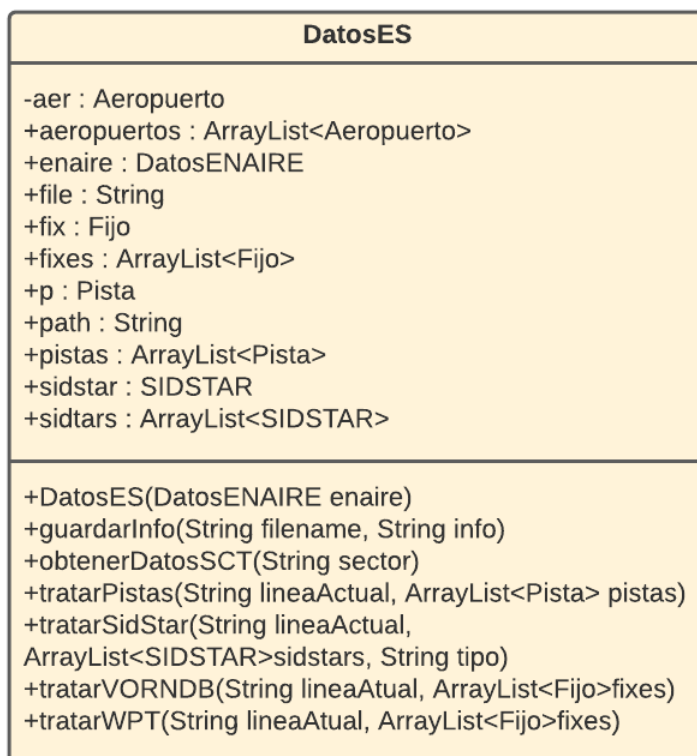 DatosES
-aer : Aeropuerto
+aeropuertos : ArrayList<Aeropuerto>
+enaire : DatosENAIRE
+file : String
+fix : Fijo
+fixes : ArrayList<Fijo>
+p : Pista
+path : String
+pistas : ArrayList<Pista>
+sidstar : SIDSTAR
+sidtars : ArrayList<SIDSTAR>
+DatosES(DatosENAIRE enaire)
+guardarInfo(String filename, String info)
+obtenerDatosSCT(String sector)
+tratarPistas(String lineaActual, ArrayList<Pista> pistas)
+tratarSidStar(String lineaActual,
ArrayList<SIDSTAR>sidstars, String tipo)
+tratarVORNDB(String lineaAtual, ArrayList<Fijo>fixes)
+tratarWPT(String lineaAtual, ArrayList<Fijo>fixes)